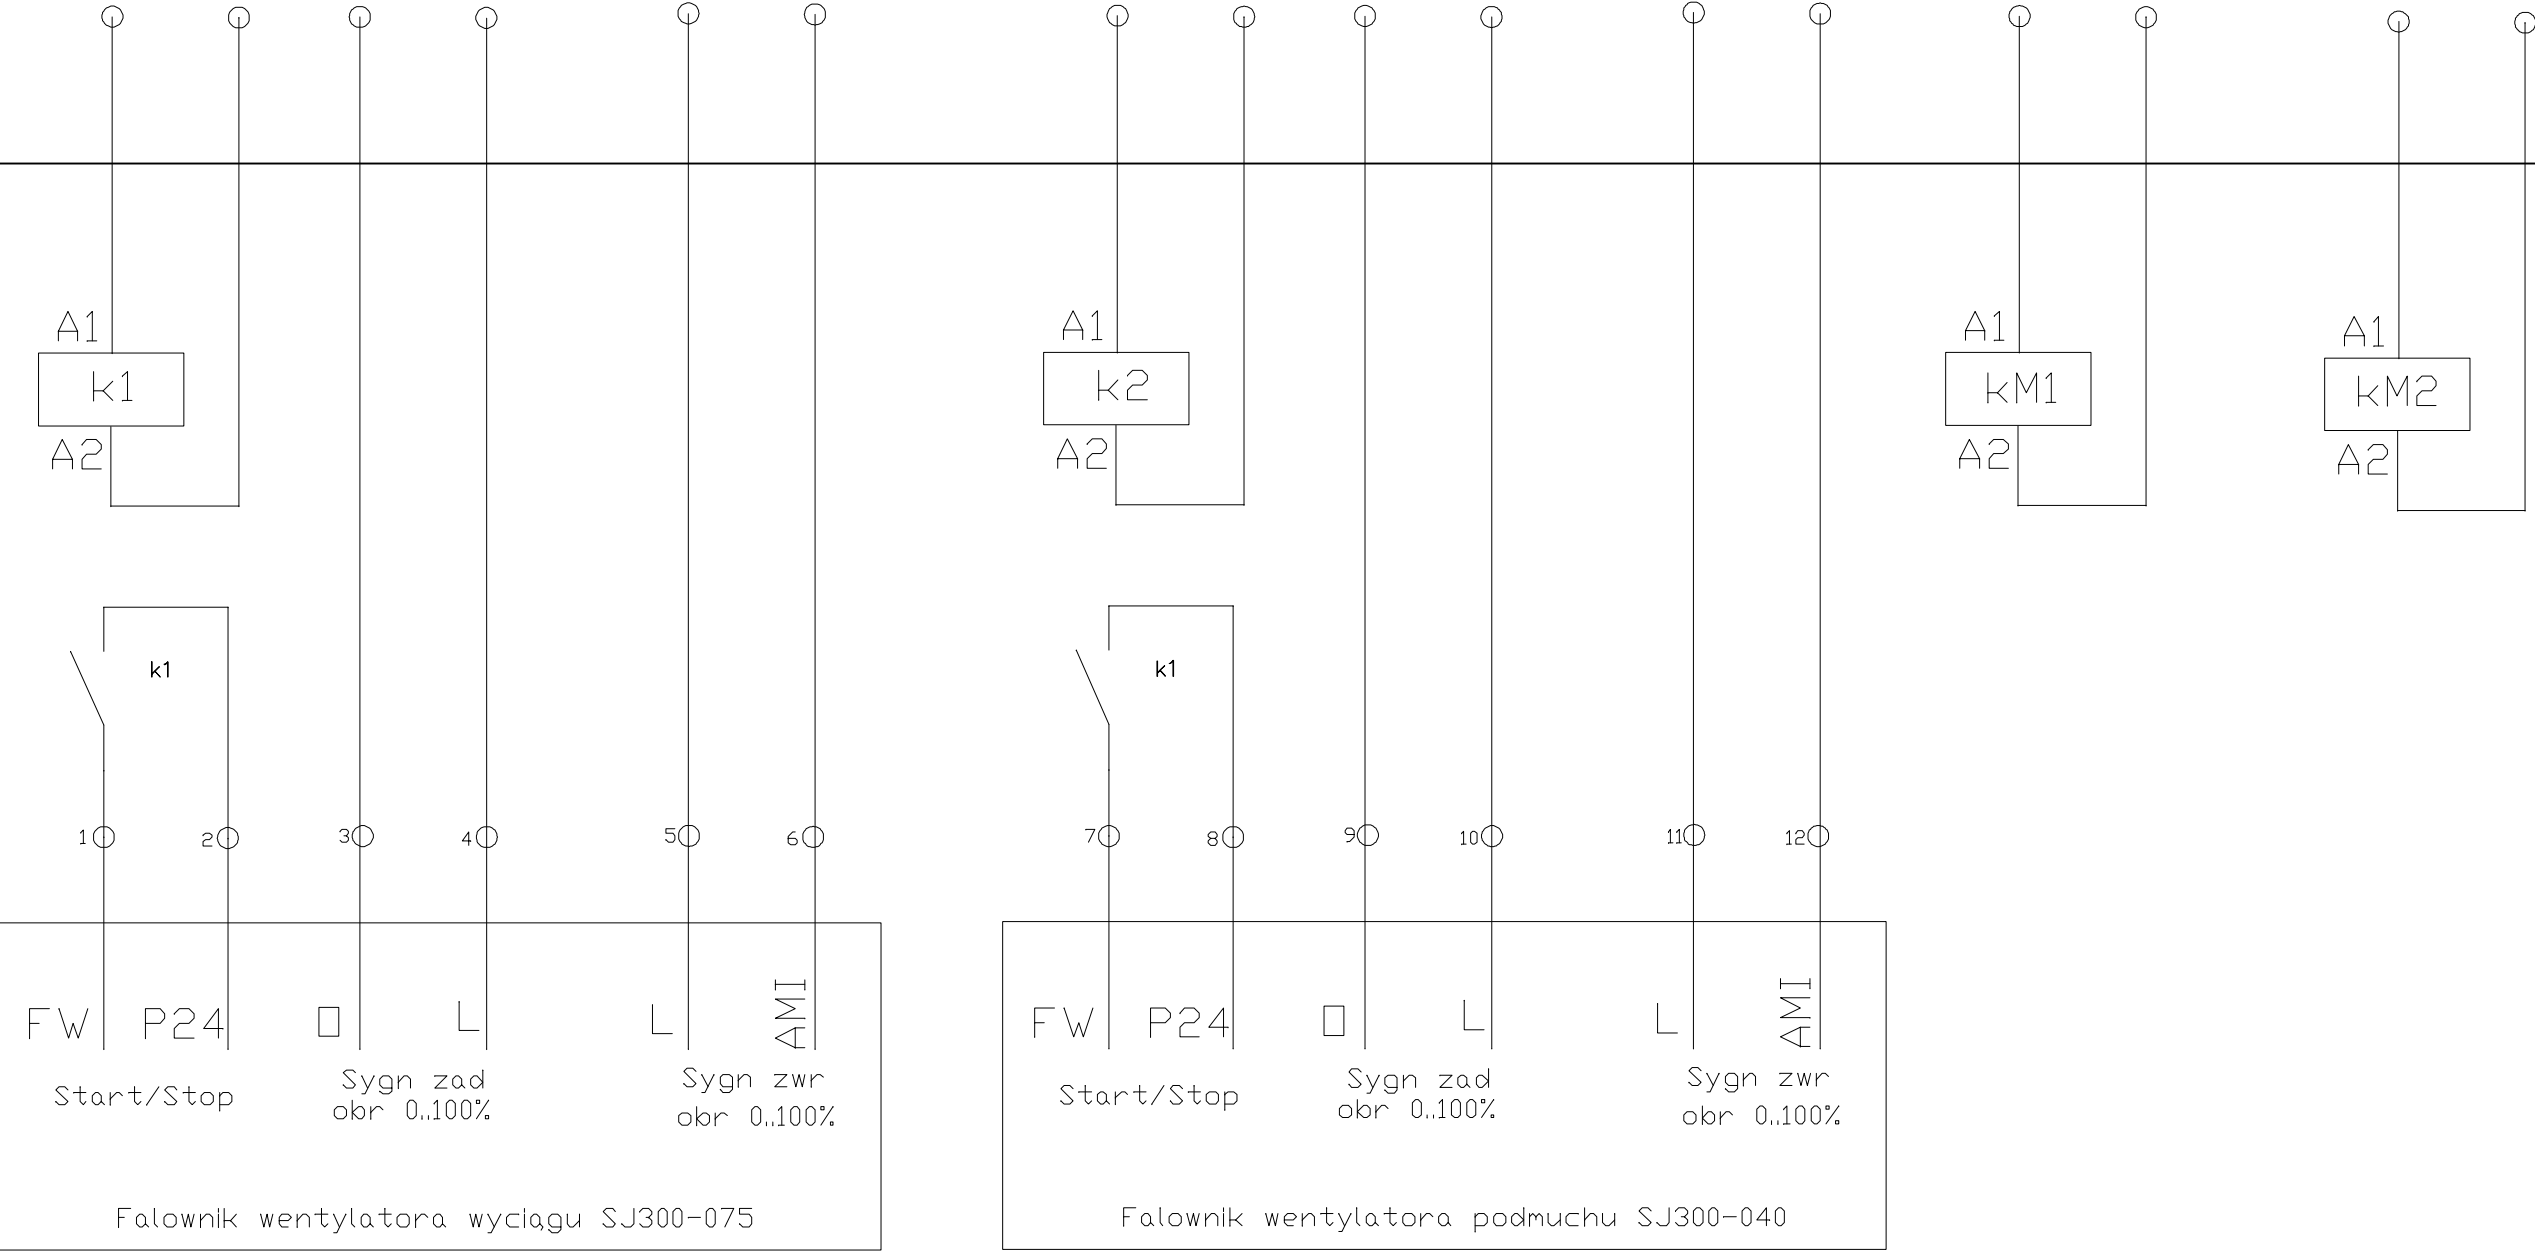 A1
k1
A2
A1
k2
A2
A1
kM1
A2
A1
kM2
A2
k1
k1
1
2
3
4
5
6
7
8
9
10
11
12
FW
P24
O
L
L
AMI
Start/Stop
Sygn zad
obr 0..100%
Sygn zwr
obr 0..100%
Falownik wentylatora wyciągu SJ300-075
FW
P24
O
L
L
AMI
Start/Stop
Sygn zad
obr 0..100%
Sygn zwr
obr 0..100%
Falownik wentylatora podmuchu SJ300-040